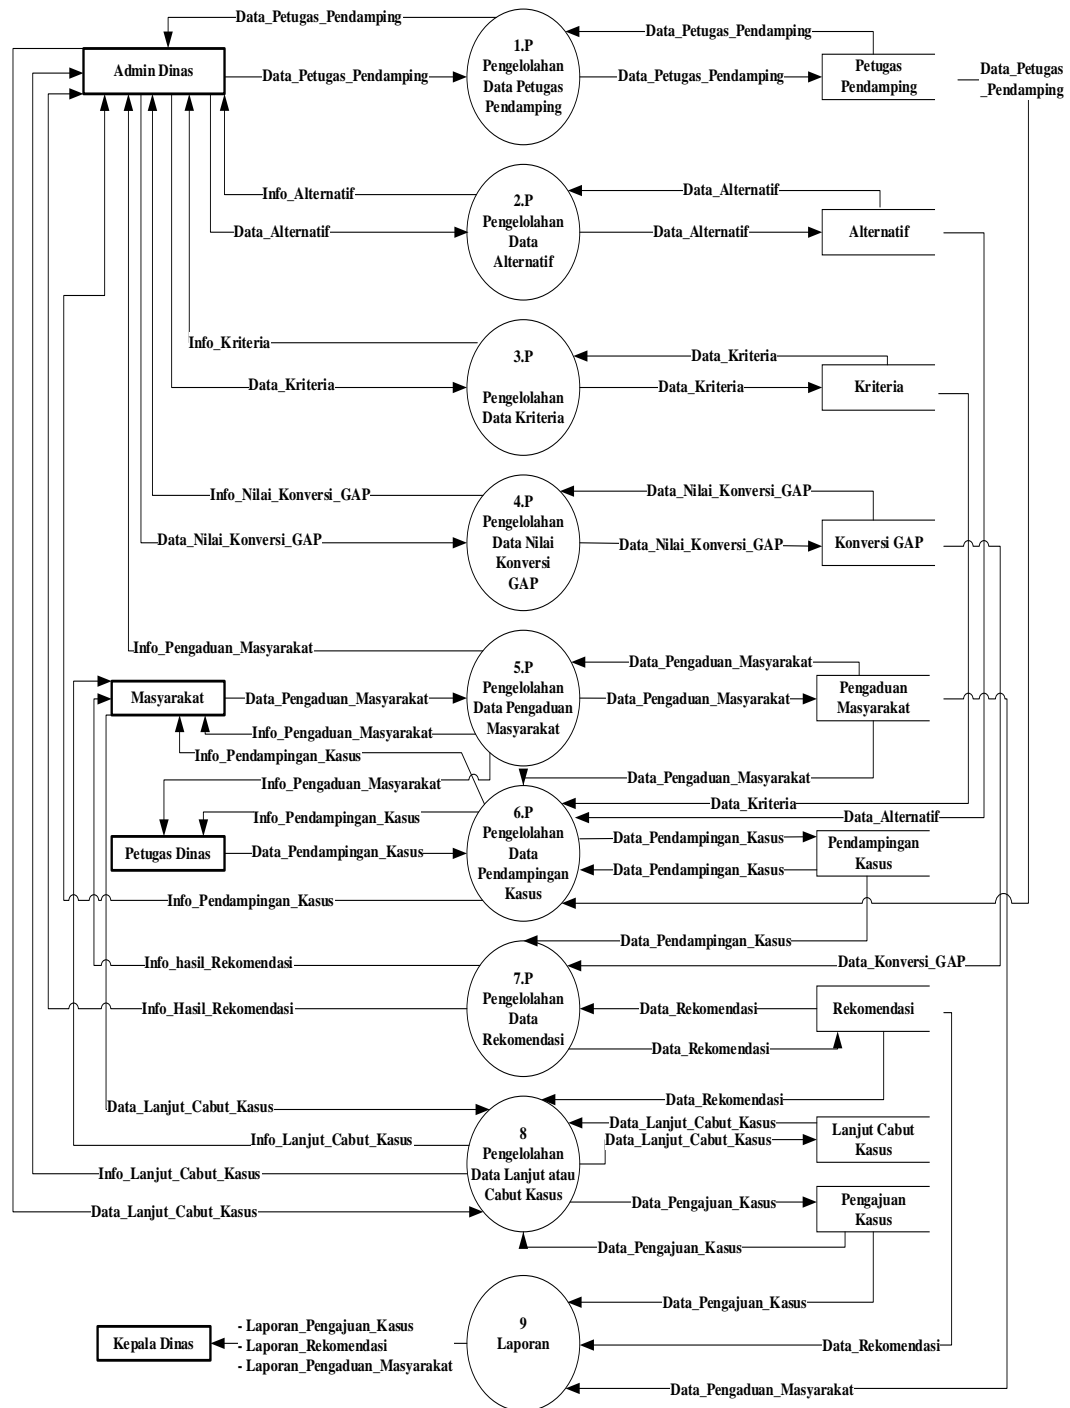 Data_Petugas_Pendamping
Data_Petugas_Pendamping
Admin Dinas
Data_Petugas_Pendamping
1.P
Pengelolahan
Data Petugas
Pendamping
Data_Petugas_Pendamping
Petugas
Pendamping
Data_Petugas
_Pendamping
Info_Alternatif
Data_Alternatif
2.P
Pengelolahan
Data
Alternatif
Data_Alternatif
Data_Alternatif
Alternatif
Info_Kriteria
Data_Kriteria
3.P
Pengelolahan
Data Kriteria
Data_Kriteria
Data_Kriteria
Kriteria
Info_Nilai_Konversi_GAP
Data_Nilai_Konversi_GAP
4.P
Pengelolahan
Data Nilai
Konversi
GAP
Data_Nilai_Konversi_GAP
Data_Nilai_Konversi_GAP
Konversi GAP
Info_Pengaduan_Masyarakat
Masyarakat
Data_Pengaduan_Masyarakat
Info_Pengaduan_Masyarakat
5.P
Pengelolahan
Data Pengaduan
Masyarakat
Data_Pengaduan_Masyarakat
Data_Pengaduan_Masyarakat
Pengaduan
Masyarakat
Info_Pendampingan_Kasus
Info_Pengaduan_Masyarakat
Data_Pengaduan_Masyarakat
Data_Kriteria
Data_Alternatif
Info_Pendampingan_Kasus
Petugas Dinas
Data_Pendampingan_Kasus
Info_Pendampingan_Kasus
6.P
Pengelolahan
Data
Pendampingan
Kasus
Data_Pendampingan_Kasus
Data_Pendampingan_Kasus
Pendampingan
Kasus
Data_Pendampingan_Kasus
Info_hasil_Rekomendasi
Info_Hasil_Rekomendasi
7.P
Pengelolahan
Data
Rekomendasi
Data_Konversi_GAP
Data_Rekomendasi
Rekomendasi
Data_Rekomendasi
Data_Rekomendasi
Data_Lanjut_Cabut_Kasus
Info_Lanjut_Cabut_Kasus
Info_Lanjut_Cabut_Kasus
Data_Lanjut_Cabut_Kasus
8
Pengelolahan
Data Lanjut atau
Cabut Kasus
Data_Lanjut_Cabut_Kasus
Data_Lanjut_Cabut_Kasus
Lanjut Cabut
Kasus
Data_Pengajuan_Kasus
Pengajuan
Kasus
Data_Pengajuan_Kasus
Data_Pengajuan_Kasus
Kepala Dinas
- Laporan_Pengajuan_Kasus
- Laporan_Rekomendasi
- Laporan_Pengaduan_Masyarakat
9
Laporan
Data_Rekomendasi
Data_Pengaduan_Masyarakat